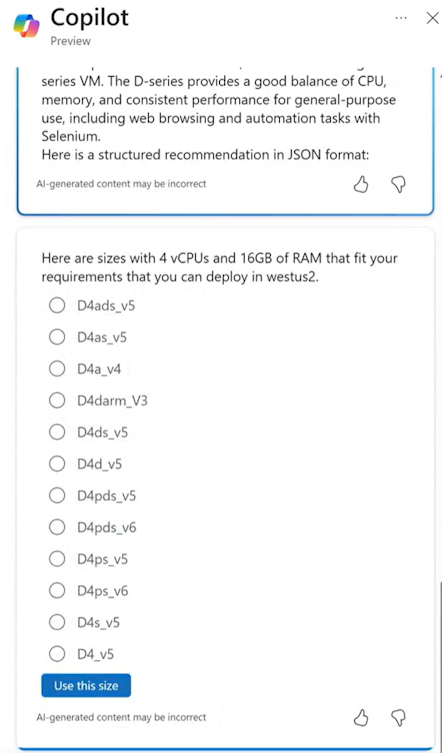 Copilot
Preview
series VM. The D-series provides a good balance of CPU,
memory, and consistent performance for general-purpose
use, including web browsing and automation tasks with
Selenium.
Here is a structured recommendation in JSON format:
AI-generated content may be incorrect
Here are sizes with 4 vCPUs and 16GB of RAM that fit your
requirements that you can deploy in westus2.
D4ads_v5
D4as_v5
D4a_v4
D4darm_V3
D4ds_v5
D4d_v5
D4pds_v5
D4pds_v6
D4ps_v5
D4ps_v6
D4s_v5
D4_v5
Use this size
AI-generated content may be incorrect